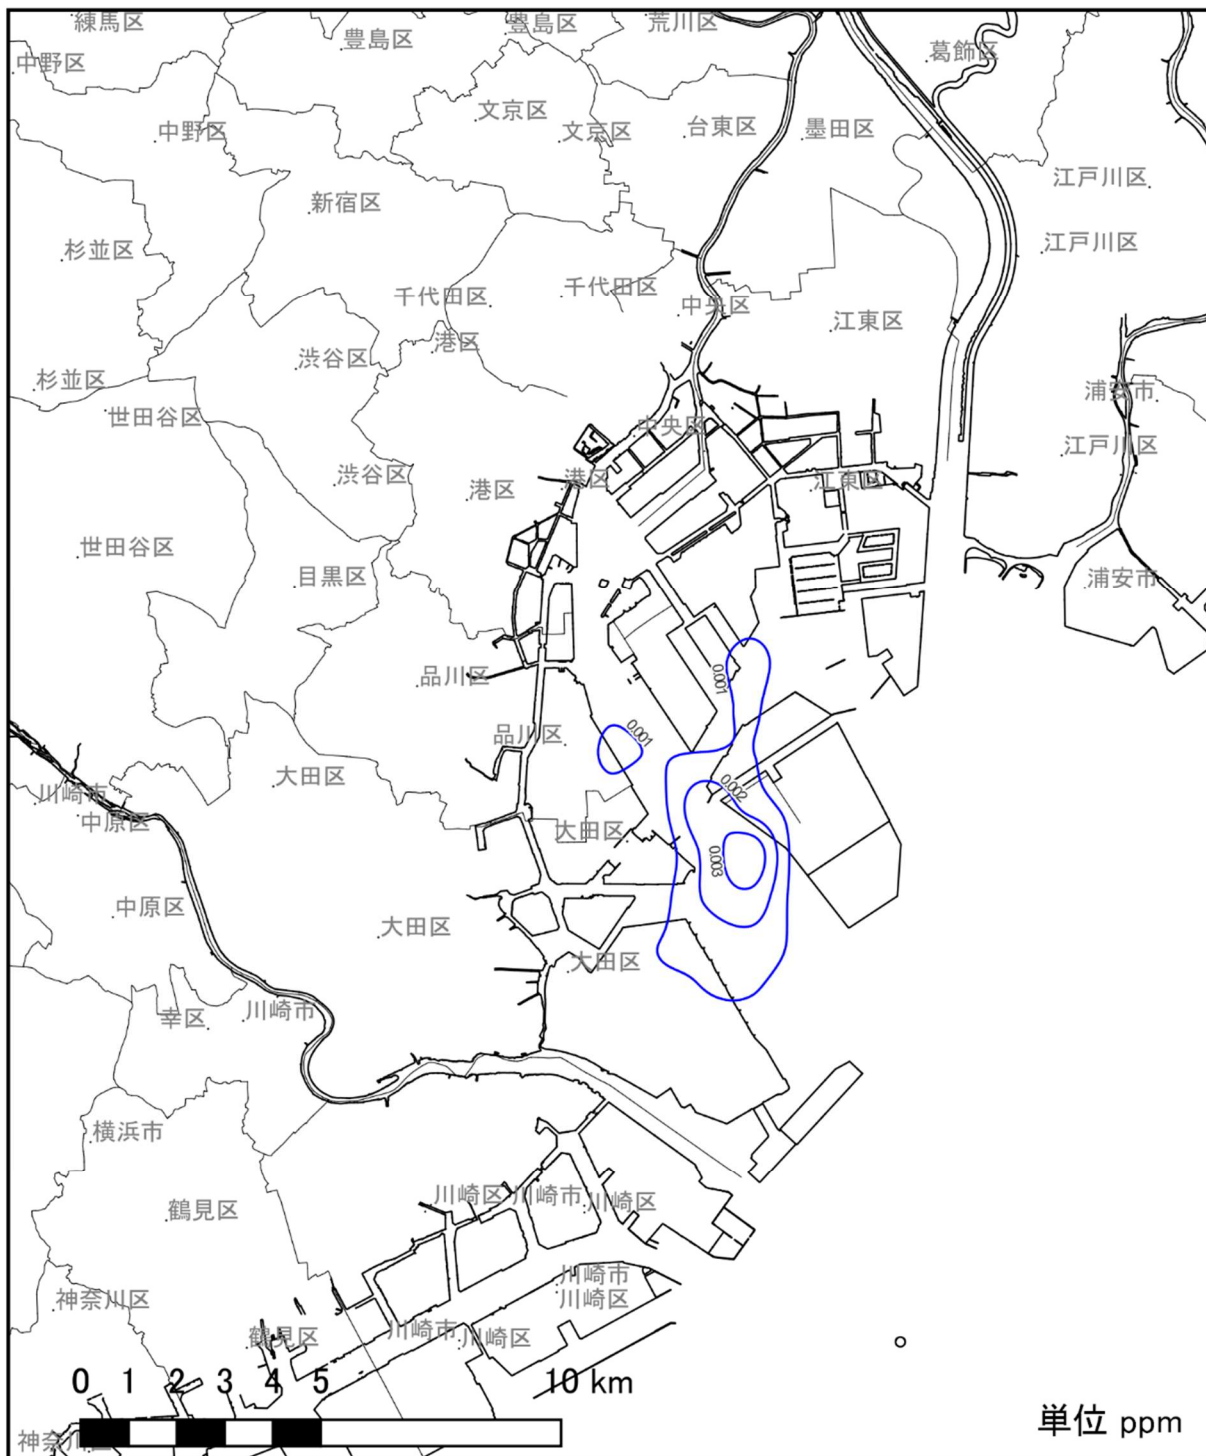 練馬区
豊島区
豊島区
荒川区
中野区
葛飾区
中野区
文京区
文京区
台東区
墨田区
江戸川区
新宿区
杉並区
江戸川区
千代田区
千代田区
中央区
江東区
港区
渋谷区
杉並区
世田谷区
浦安市
中央区
江戸川区
渋谷区
港区
港区
江東区
世田谷区
目黒区
浦安市
品川区
0.001
品川区
0.001
大田区
0.002
川崎市
中原区
大田区
0.003
中原区
大田区
大田区
幸区
川崎市
横浜市
鶴見区
川崎区
川崎市
川崎区
川崎市
川崎区
神奈川区
鶴見区
川崎市
川崎区
0 1 2 3 4 5 10 km
単位 ppm
神奈川区